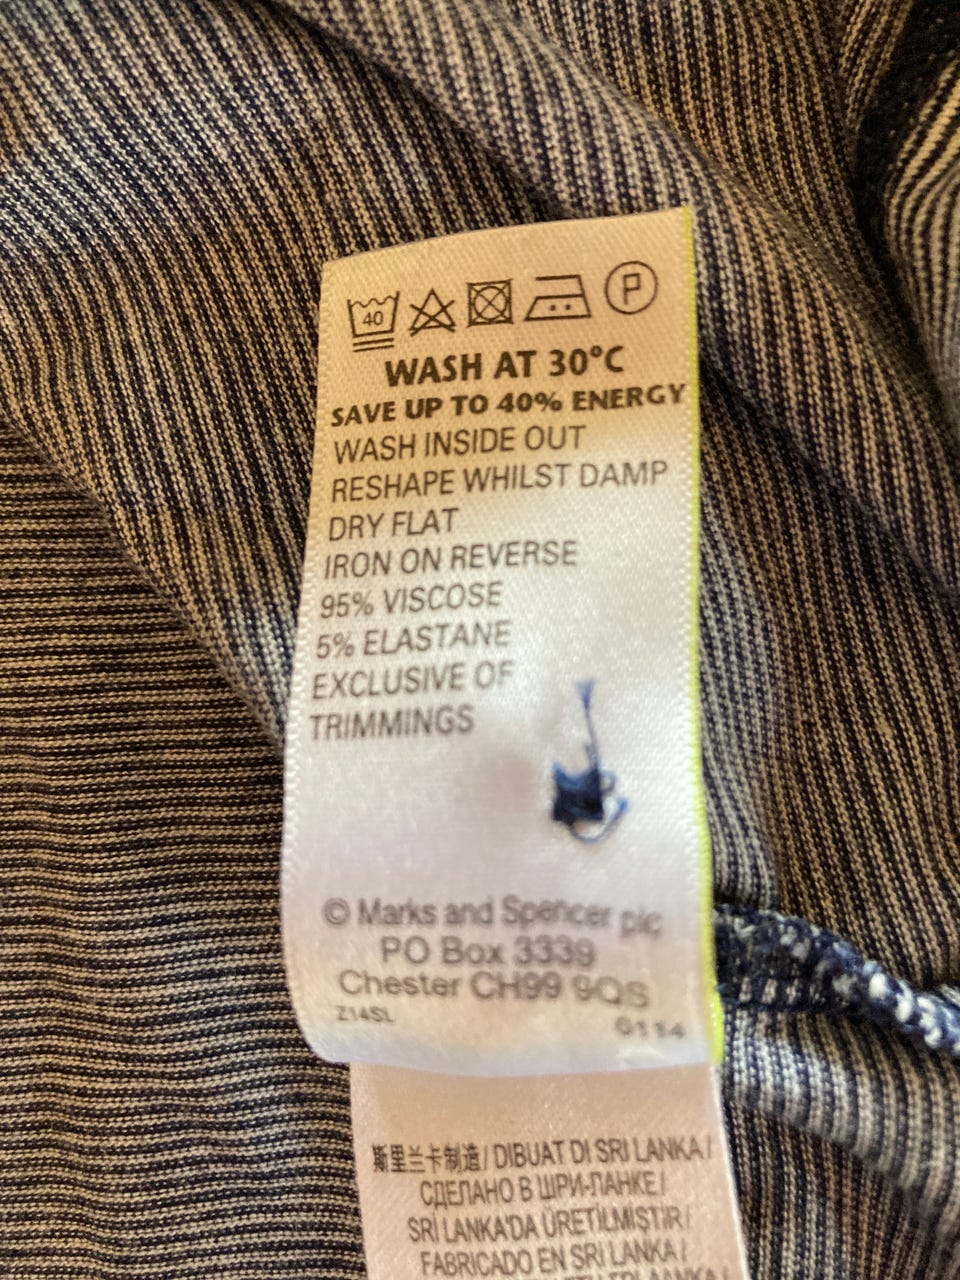 40 P
WASH AT 30°C
SAVE UP TO 40% ENERGY
WASH INSIDE OUT
RESHAPE WHILST DAMP
DRY FLAT
IRON ON REVERSE
95% VISCOSE
5% ELASTANE
EXCLUSIVE OF
TRIMMINGS
© Marks and Spencer plc
PO Box 3339
Chester CH99 9QS
Z14SL 0114
斯里兰卡制造/ DIBUAT DI SRI LANKA /
СДЕЛАНО В ШРИ-ЛАНКЕ /
SRİ LANKA'DA ÜRETİLMİŞTİR /
FABRICADO EN SRI LANKA /